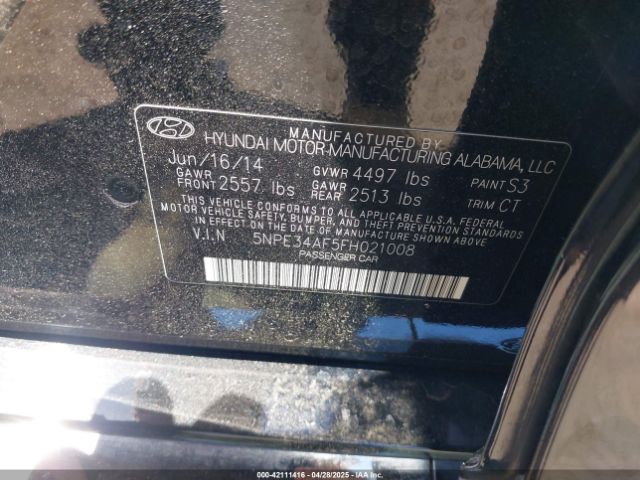 MANUFACTURED BY
HYUNDAI MOTOR MANUFACTURING ALABAMA, LLC
Jun/16/14 GVWR 4497 lbs PAINT S3
GAWR FRONT 2557 lbs GAWR REAR 2513 lbs TRIM CT
THIS VEHICLE CONFORMS TO ALL APPLICABLE U.S.A. FEDERAL
MOTOR VEHICLE SAFETY, BUMPER, AND THEFT PREVENTION STANDARDS
IN EFFECT ON THE DATE OF MANUFACTURE SHOWN ABOVE.
V.I.N 5NPE34AF5FH021008
PASSENGER CAR
000-42111416 - 04/28/2025 - IAAI.COM